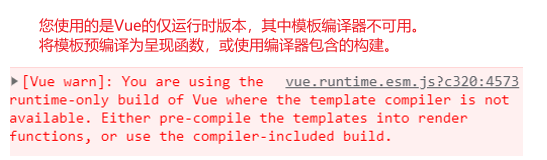 您使用的是Vue的仅运行时版本，其中模板编译器不可用。
将模板预编译为呈现函数，或使用编译器包含的构建。
▶[Vue warn]: You are using the vue.runtime.esm.js?c320:4573
runtime-only build of Vue where the template compiler is not
available. Either pre-compile the templates into render
functions, or use the compiler-included build.